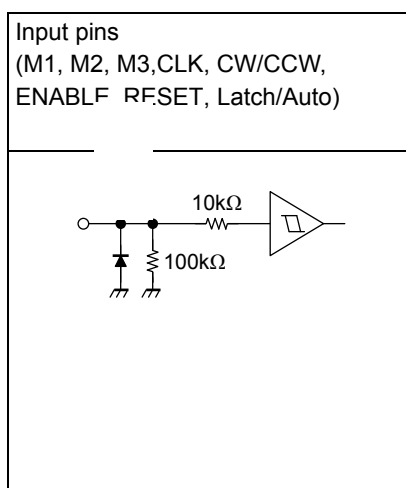 Input pins
(M1, M2, M3,CLK, CW/CCW,
ENABLE, RESET, Latch/Auto)
10kΩ
100kΩ